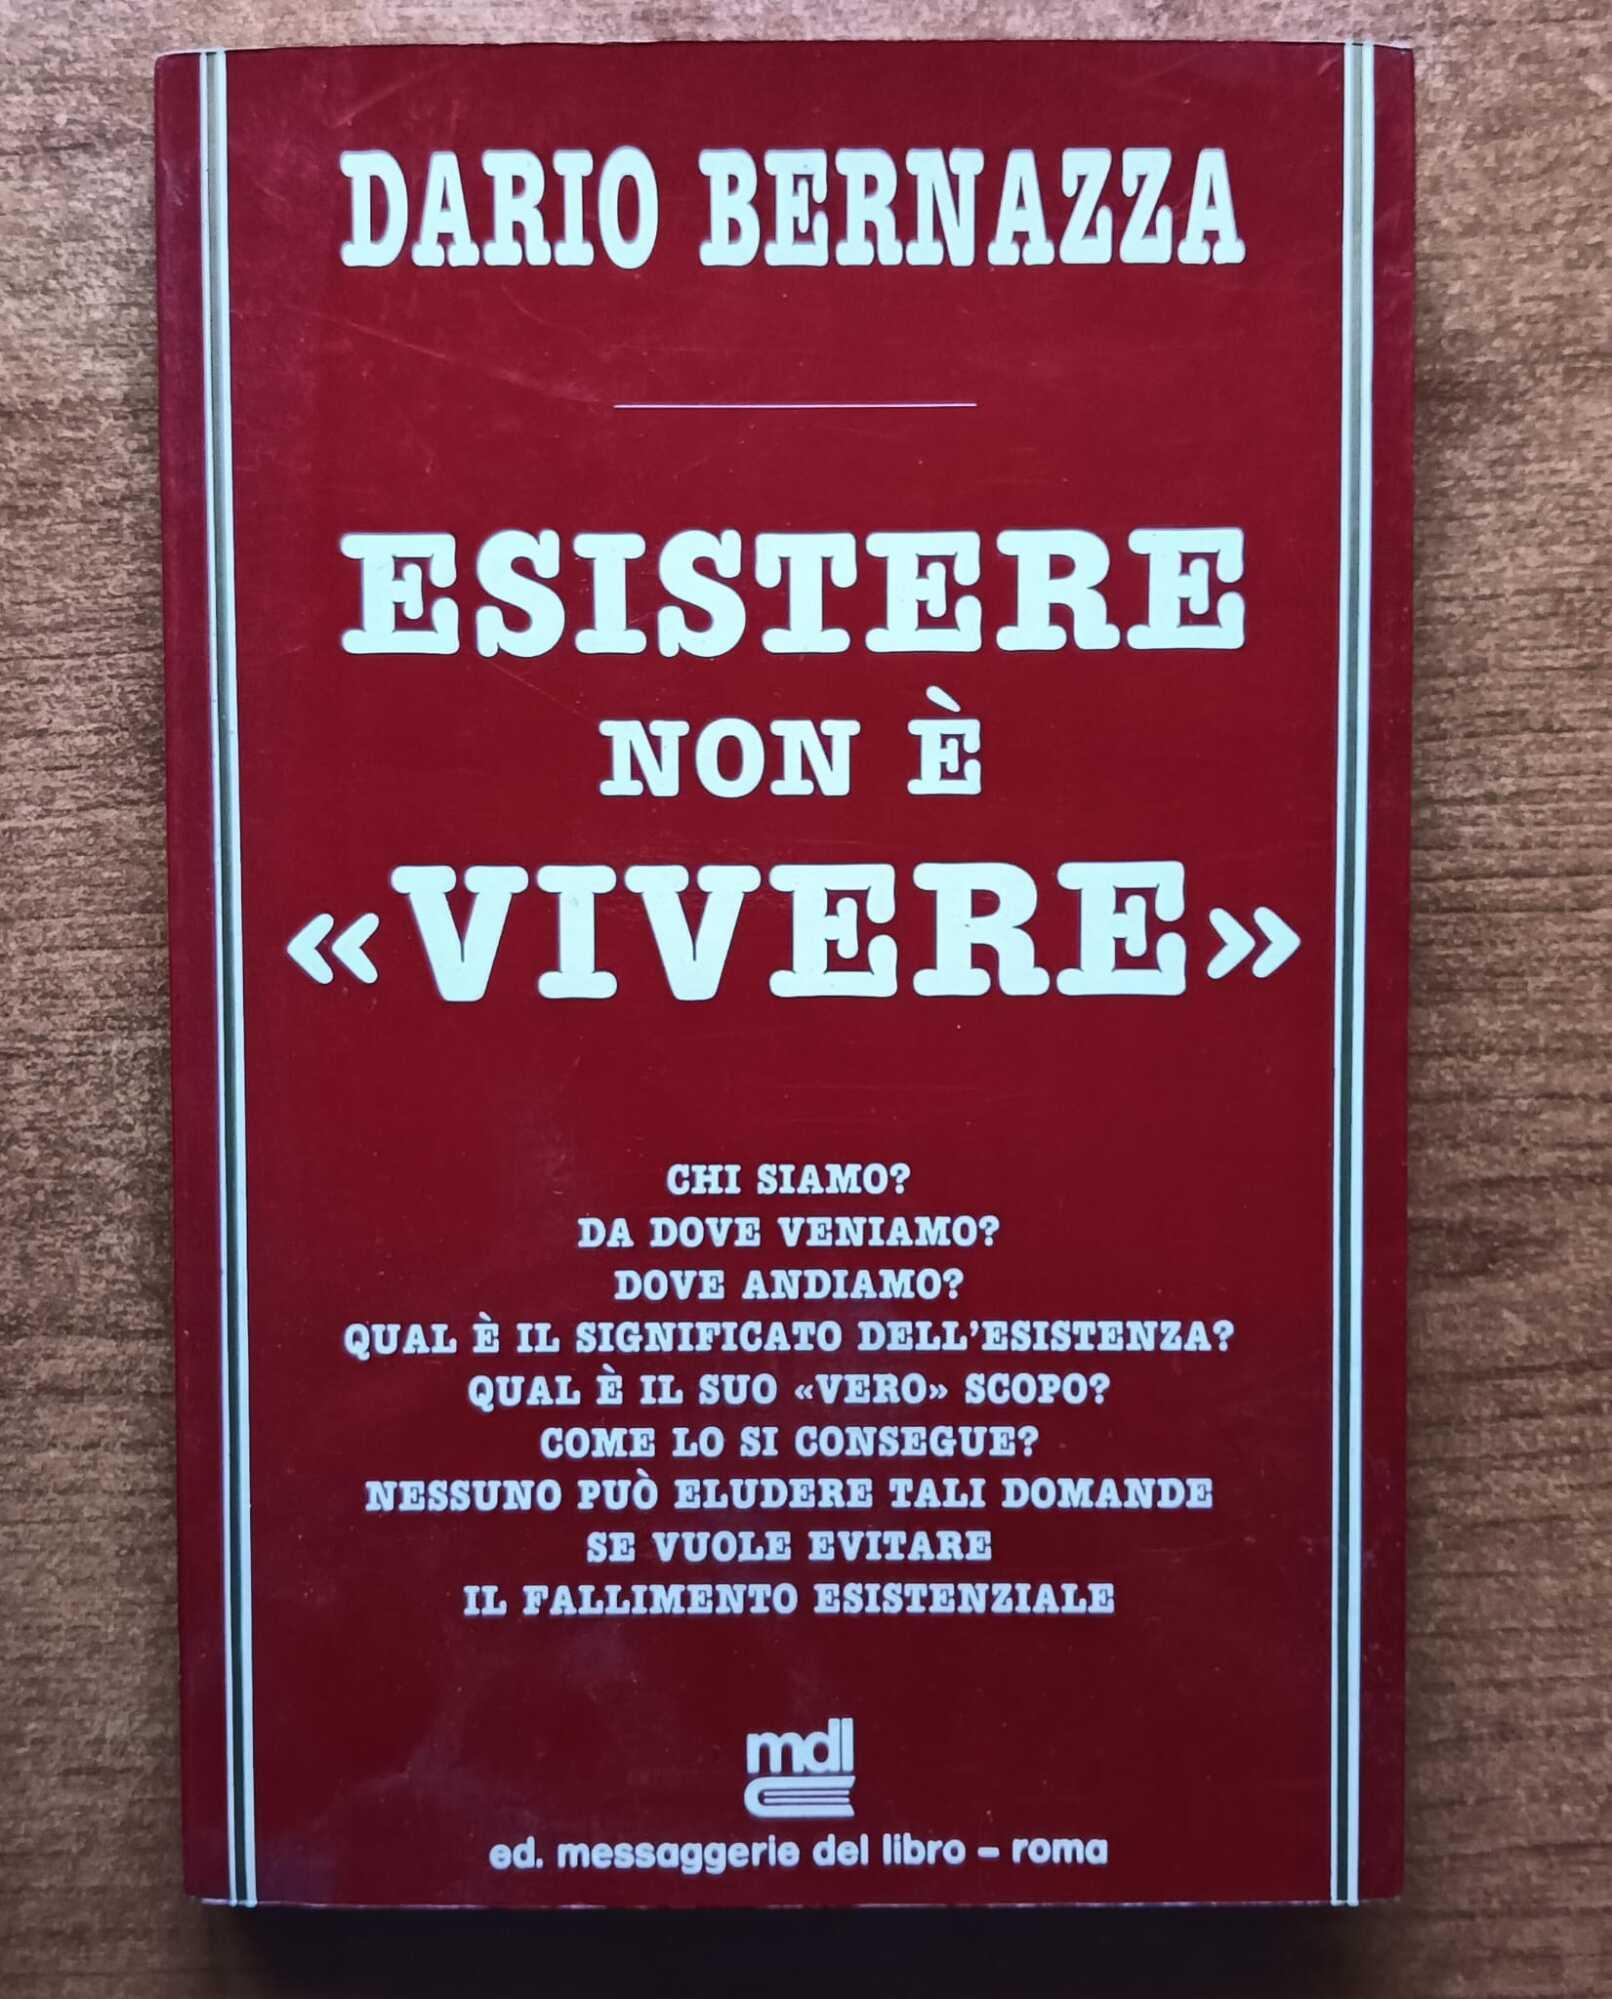 DARIO BERNAZZA
ESISTERE
NON È
«VIVERE»
CHI SIAMO?
DA DOVE VENIAMO?
DOVE ANDIAMO?
QUAL È IL SIGNIFICATO DELL'ESISTENZA?
QUAL È IL SUO «VERO» SCOPO?
COME LO SI CONSEGUE?
NESSUNO PUÒ ELUDERE TALI DOMANDE
SE VUOLE EVITARE
IL FALLIMENTO ESISTENZIALE
mdl
ed. messaggerie del libro – roma